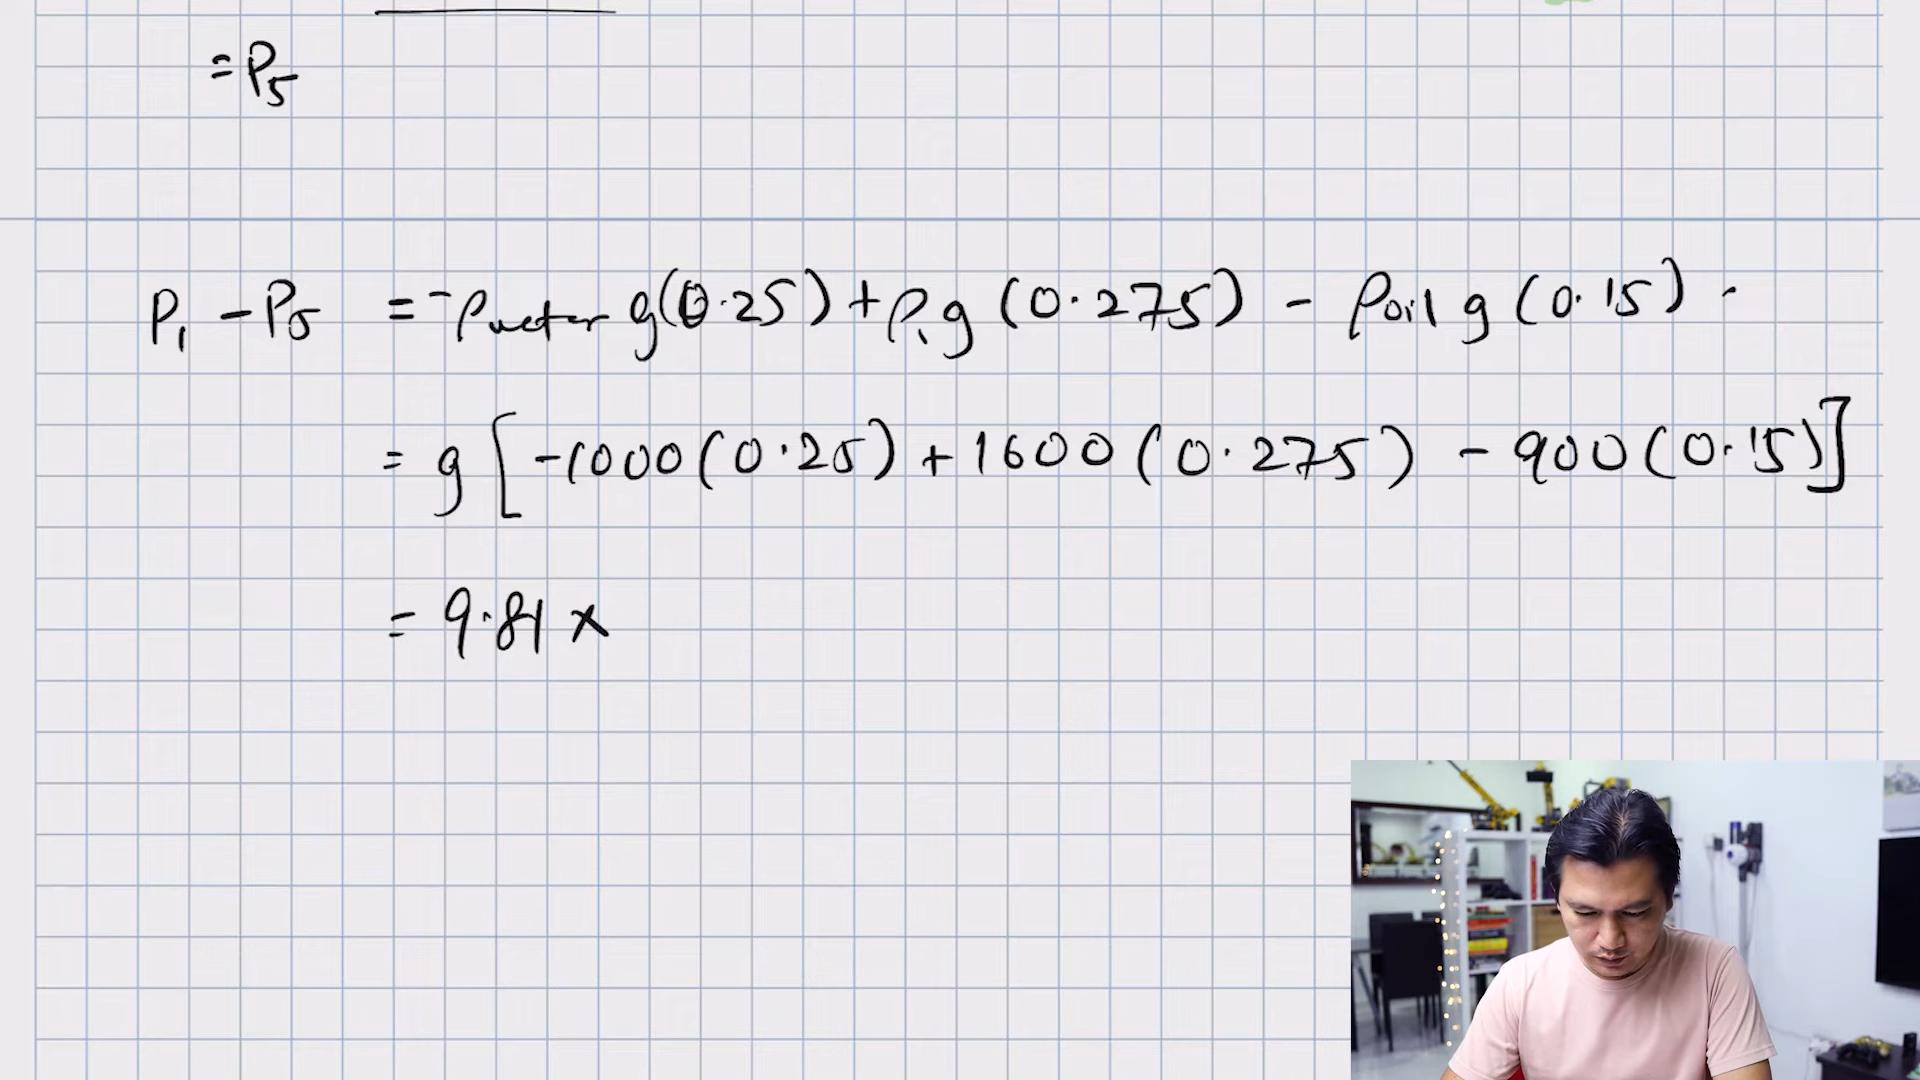 = P5
P1 - P5 = -ρwater g(0.25) + ρ1g (0.275) - ρoil g (0.15) .
= g [ -1000(0.25) + 1600 (0.275) - 900 (0.15) ]
= 9.81 x